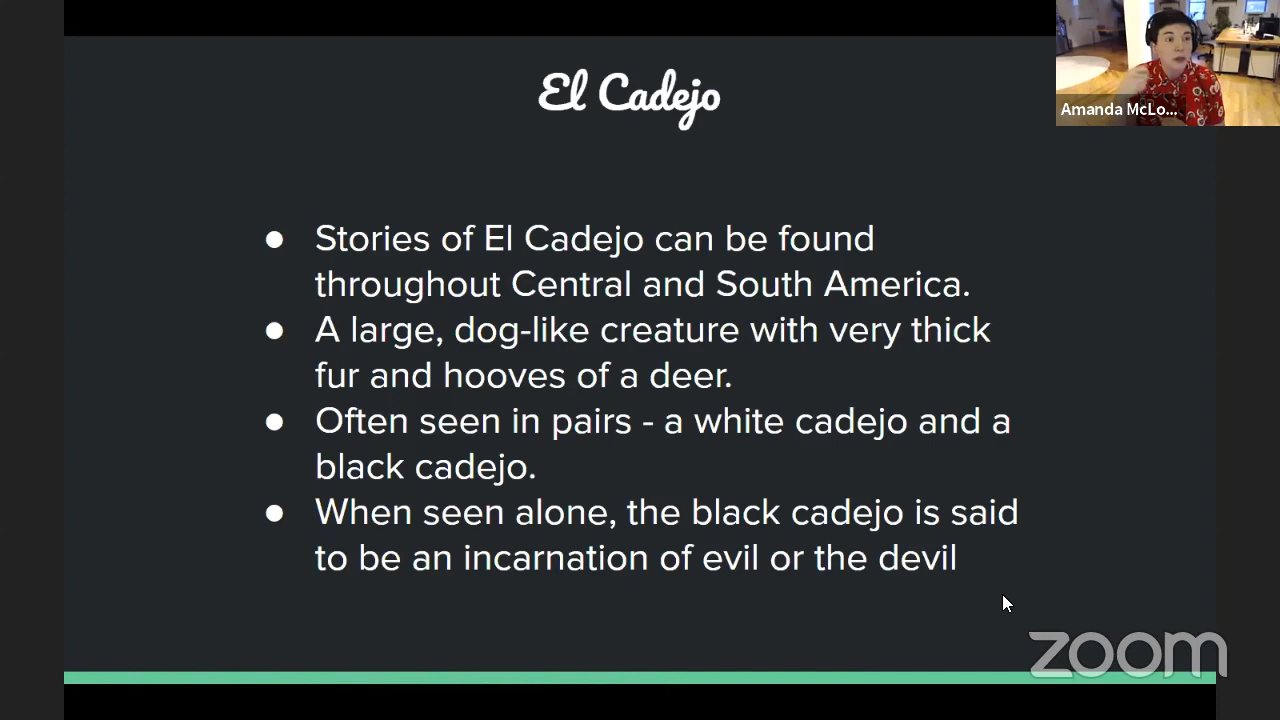 El Cadejo
Amanda McLo...
● Stories of El Cadejo can be found
throughout Central and South America.
● A large, dog-like creature with very thick
fur and hooves of a deer.
● Often seen in pairs - a white cadejo and a
black cadejo.
● When seen alone, the black cadejo is said
to be an incarnation of evil or the devil
zoom